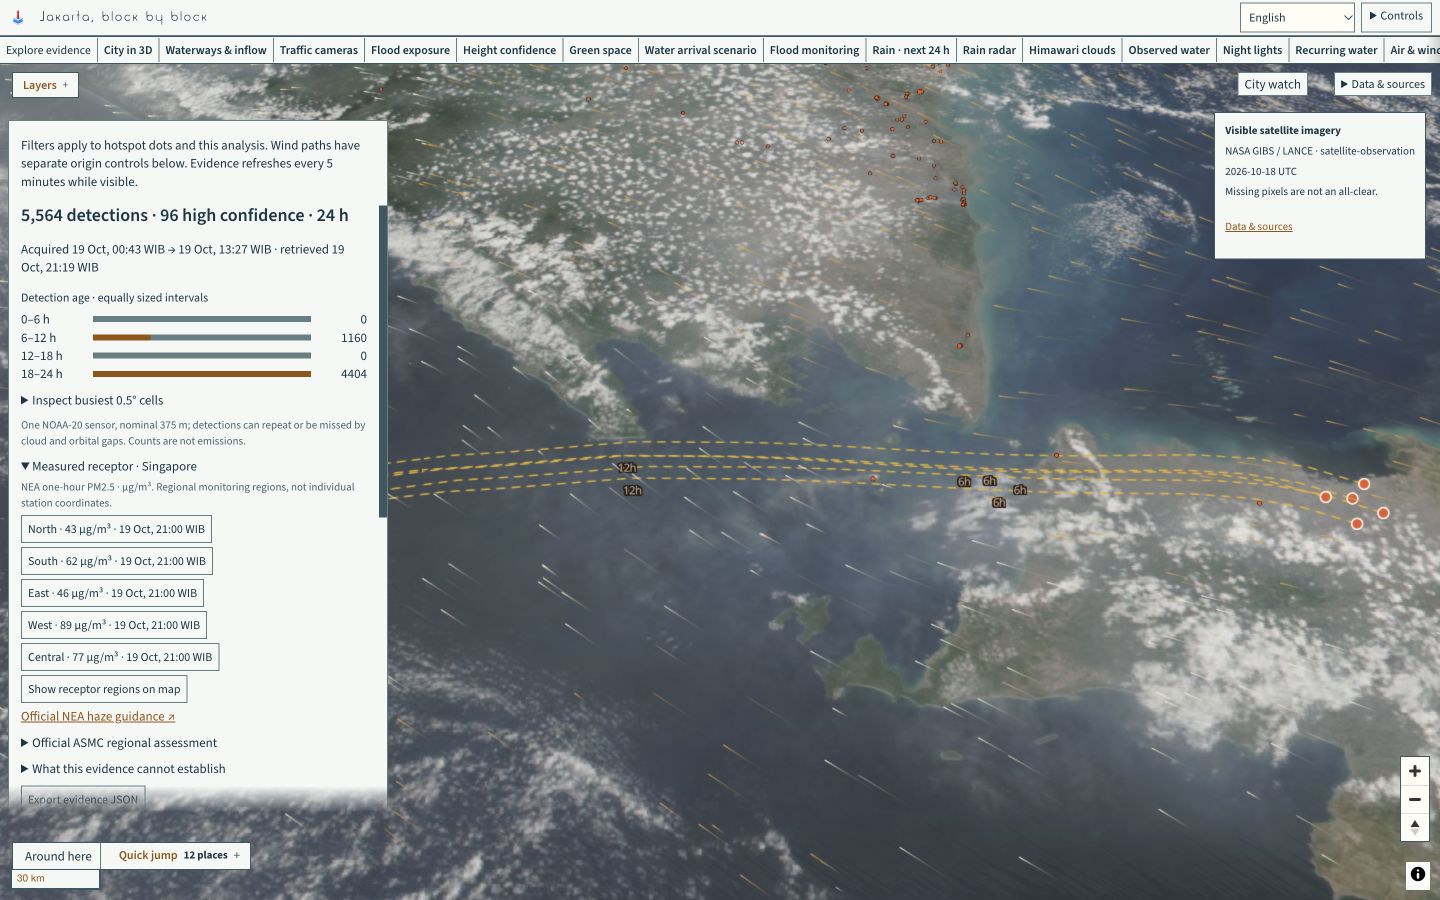 Jakarta, block by block
English
Controls
Explore evidence
City in 3D
Waterways & inflow
Traffic cameras
Flood exposure
Height confidence
Green space
Water arrival scenario
Flood monitoring
Rain · next 24 h
Rain radar
Himawari clouds
Observed water
Night lights
Recurring water
Air & wind
Layers +
City watch
Data & sources
Visible satellite imagery
NASA GIBS / LANCE · satellite-observation
2026-10-18 UTC
Missing pixels are not an all-clear.
Data & sources
Filters apply to hotspot dots and this analysis. Wind paths have
separate origin controls below. Evidence refreshes every 5
minutes while visible.
5,564 detections · 96 high confidence · 24 h
Acquired 19 Oct, 00:43 WIB → 19 Oct, 13:27 WIB · retrieved 19
Oct, 21:19 WIB
Detection age · equally sized intervals
0–6 h 0
6–12 h 1160
12–18 h 0
18–24 h 4404
Inspect busiest 0.5° cells
One NOAA-20 sensor, nominal 375 m; detections can repeat or be missed by
cloud and orbital gaps. Counts are not emissions.
Measured receptor · Singapore
NEA one-hour PM2.5 · µg/m³. Regional monitoring regions, not individual
station coordinates.
North · 43 µg/m³ · 19 Oct, 21:00 WIB
South · 62 µg/m³ · 19 Oct, 21:00 WIB
East · 46 µg/m³ · 19 Oct, 21:00 WIB
West · 89 µg/m³ · 19 Oct, 21:00 WIB
Central · 77 µg/m³ · 19 Oct, 21:00 WIB
Show receptor regions on map
Official NEA haze guidance ↗
Official ASMC regional assessment
What this evidence cannot establish
Export evidence JSON
12h
12h
6h
6h
6h
6h
Around here
Quick jump 12 places +
30 km